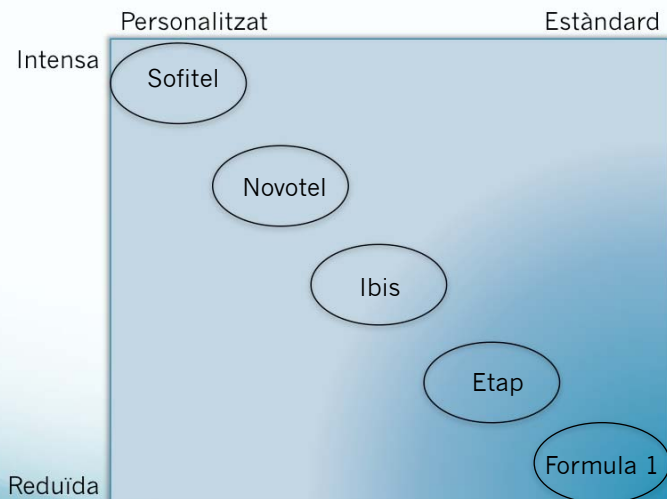 Personalitzat
Estàndard
Intensa
Sofitel
Novotel
Ibis
Etap
Formula 1
Reduïda